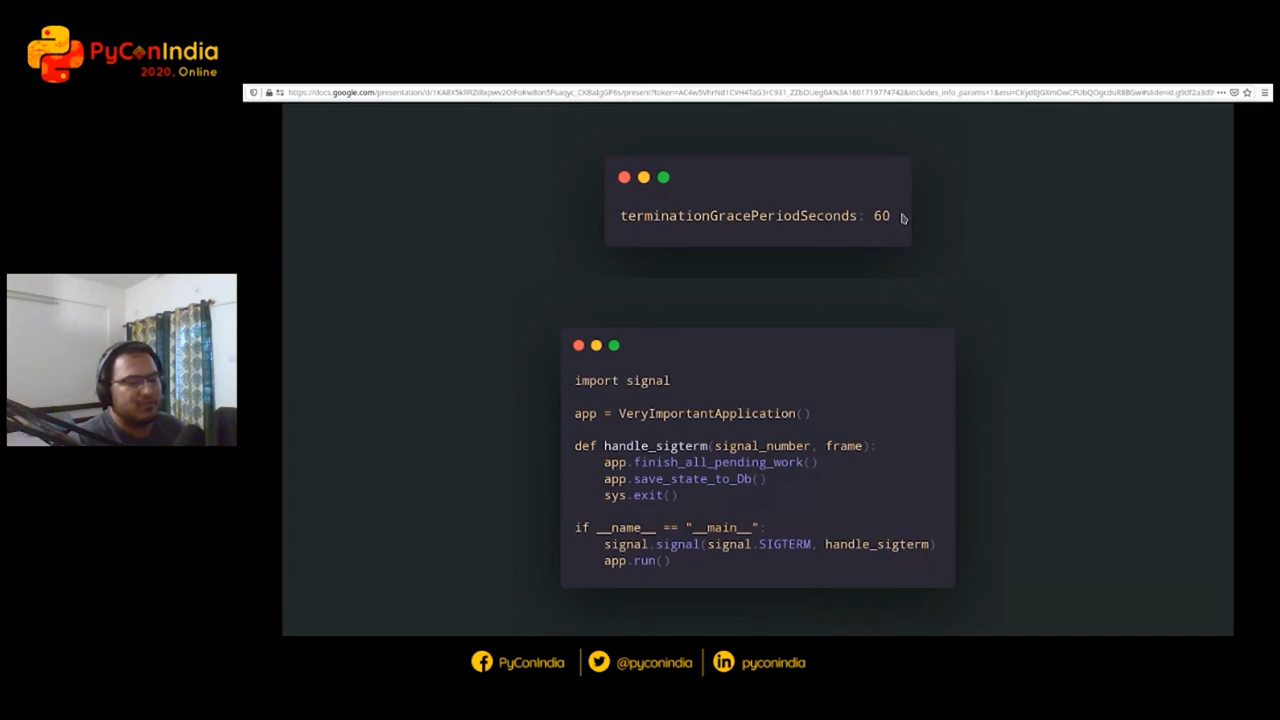 PyConIndia
2020, Online
terminationGracePeriodSeconds: 60
import signal
app = VeryImportantApplication()
def handle_sigterm(signal_number, frame):
app.finish_all_pending_work()
app.save_state_to_Db()
sys.exit()
if __name__ == "__main__":
signal.signal(signal.SIGTERM, handle_sigterm)
app.run()
PyConIndia
@pyconindia
pyconindia